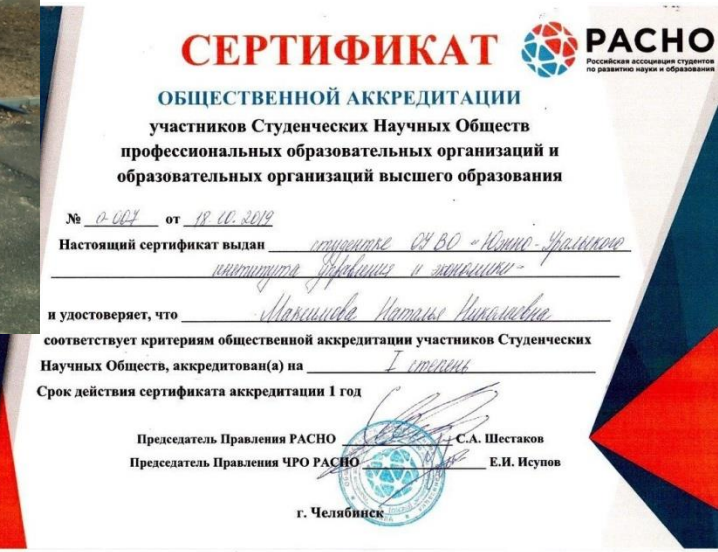 СЕРТИФИКАТ
РАСНО
Российская ассоциация студентов
по развитию науки и образования
ОБЩЕСТВЕННОЙ АККРЕДИТАЦИИ
участников Студенческих Научных Обществ
профессиональных образовательных организаций и
образовательных организаций высшего образования
№ 0-007 от 18.10.2019
Настоящий сертификат выдан студентке ОУ ВО «Южно-Уральского
института управления и экономики»
и удостоверяет, что Максимова Наталья Николаевна
соответствует критериям общественной аккредитации участников Студенческих
Научных Обществ, аккредитован(а) на I степень
Срок действия сертификата аккредитации 1 год
Председатель Правления РАСНО С.А. Шестаков
Председатель Правления ЧРО РАСНО Е.И. Исупов
г. Челябинск